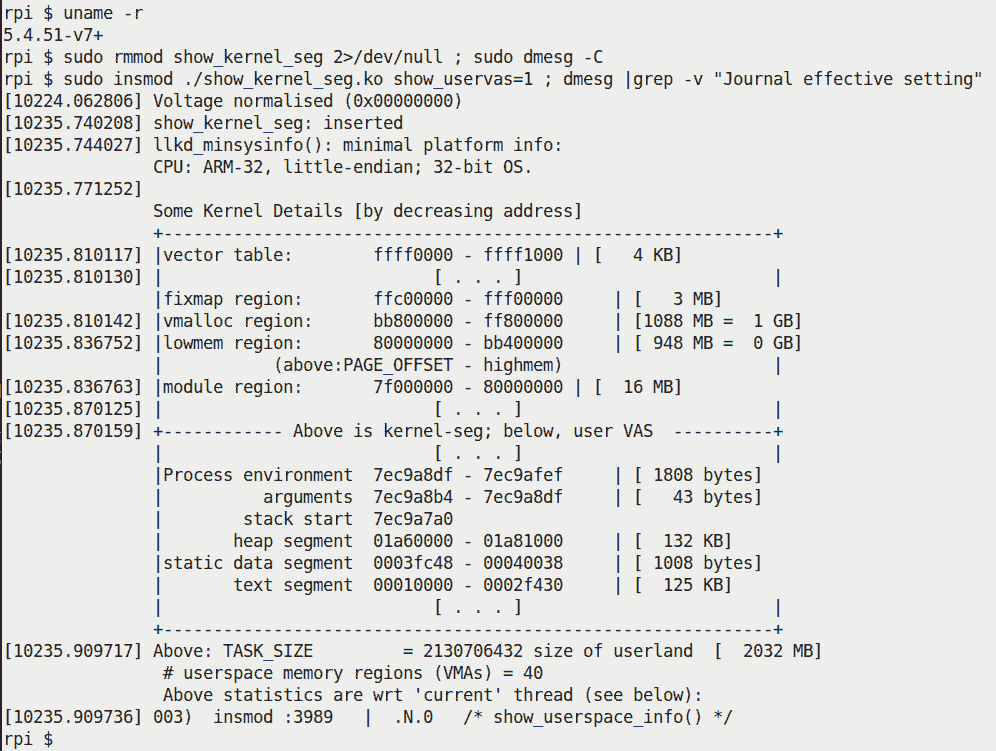 rpi $ uname -r
5.4.51-v7+
rpi $ sudo rmmod show_kernel_seg 2>/dev/null ; sudo dmesg -C
rpi $ sudo insmod ./show_kernel_seg.ko show_uservas=1 ; dmesg |grep -v "Journal effective setting"
[10224.062806] Voltage normalised (0x00000000)
[10235.740208] show_kernel_seg: inserted
[10235.744027] llkd_minsysinfo(): minimal platform info:
               CPU: ARM-32, little-endian; 32-bit OS.
[10235.771252]
               Some Kernel Details [by decreasing address]
               +-------------------------------------------------------------+
[10235.810117] |vector table:        ffff0000 - ffff1000 | [   4 KB]
[10235.810130] |                           [ . . . ]                         |
               |fixmap region:       ffc00000 - fff00000     | [   3 MB]
[10235.810142] |vmalloc region:      bb800000 - ff800000     | [1088 MB =  1 GB]
[10235.836752] |lowmem region:       80000000 - bb400000     | [ 948 MB =  0 GB]
               |           (above:PAGE_OFFSET - highmem)                     |
[10235.836763] |module region:       7f000000 - 80000000 | [  16 MB]
[10235.870125] |                           [ . . . ]                         |
[10235.870159] +------------ Above is kernel-seg; below, user VAS  ----------+
               |                           [ . . . ]                         |
               |Process environment  7ec9a8df - 7ec9afef     | [ 1808 bytes]
               |          arguments  7ec9a8b4 - 7ec9a8df     | [   43 bytes]
               |        stack start  7ec9a7a0
               |       heap segment  01a60000 - 01a81000     | [  132 KB]
               |static data segment  0003fc48 - 00040038     | [ 1008 bytes]
               |       text segment  00010000 - 0002f430     | [  125 KB]
               |                           [ . . . ]                         |
               +-------------------------------------------------------------+
[10235.909717] Above: TASK_SIZE         = 2130706432 size of userland  [  2032 MB]
                # userspace memory regions (VMAs) = 40
                Above statistics are wrt 'current' thread (see below):
[10235.909736] 003)  insmod :3989   |  .N.0   /* show_userspace_info() */
rpi $